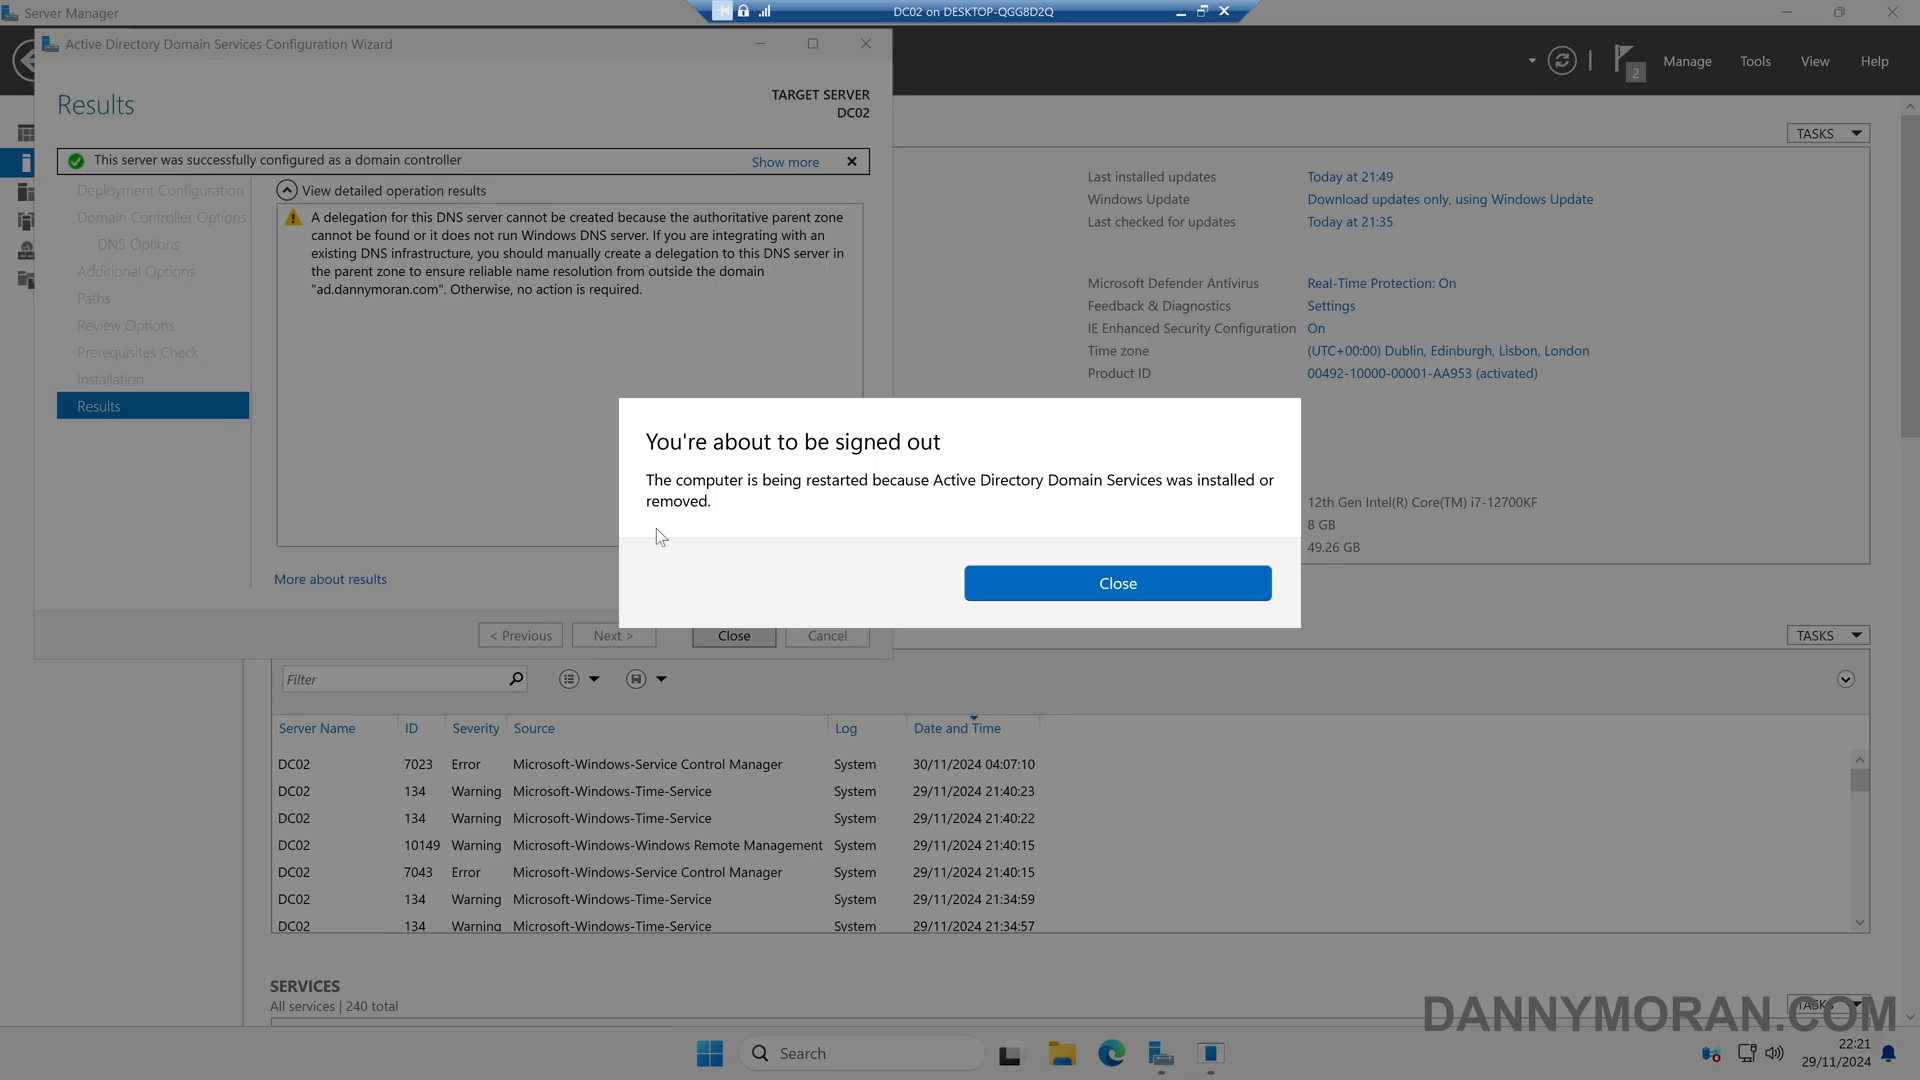 Server Manager
DC02 on DESKTOP-QGG8D2Q
Active Directory Domain Services Configuration Wizard
2
Manage
Tools
View
Help
Results
TARGET SERVER
DC02
TASKS
This server was successfully configured as a domain controller
Show more
Deployment Configuration
Domain Controller Options
DNS Options
Additional Options
Paths
Review Options
Prerequisites Check
Installation
Results
View detailed operation results
A delegation for this DNS server cannot be created because the authoritative parent zone
cannot be found or it does not run Windows DNS server. If you are integrating with an
existing DNS infrastructure, you should manually create a delegation to this DNS server in
the parent zone to ensure reliable name resolution from outside the domain
"ad.dannymoran.com". Otherwise, no action is required.
More about results
< Previous
Next >
Close
Cancel
Last installed updates Today at 21:49
Windows Update Download updates only, using Windows Update
Last checked for updates Today at 21:35
Microsoft Defender Antivirus Real-Time Protection: On
Feedback & Diagnostics Settings
IE Enhanced Security Configuration On
Time zone (UTC+00:00) Dublin, Edinburgh, Lisbon, London
Product ID 00492-10000-00001-AA953 (activated)
12th Gen Intel(R) Core(TM) i7-12700KF
8 GB
49.26 GB
You're about to be signed out
The computer is being restarted because Active Directory Domain Services was installed or
removed.
Close
TASKS
Filter
Server Name ID Severity Source Log Date and Time
DC02 7023 Error Microsoft-Windows-Service Control Manager System 30/11/2024 04:07:10
DC02 134 Warning Microsoft-Windows-Time-Service System 29/11/2024 21:40:23
DC02 134 Warning Microsoft-Windows-Time-Service System 29/11/2024 21:40:22
DC02 10149 Warning Microsoft-Windows-Windows Remote Management System 29/11/2024 21:40:15
DC02 7043 Error Microsoft-Windows-Service Control Manager System 29/11/2024 21:40:15
DC02 134 Warning Microsoft-Windows-Time-Service System 29/11/2024 21:34:59
DC02 134 Warning Microsoft-Windows-Time-Service System 29/11/2024 21:34:57
SERVICES
All services | 240 total
TASKS
DANNYMORAN.COM
Search
22:21
29/11/2024